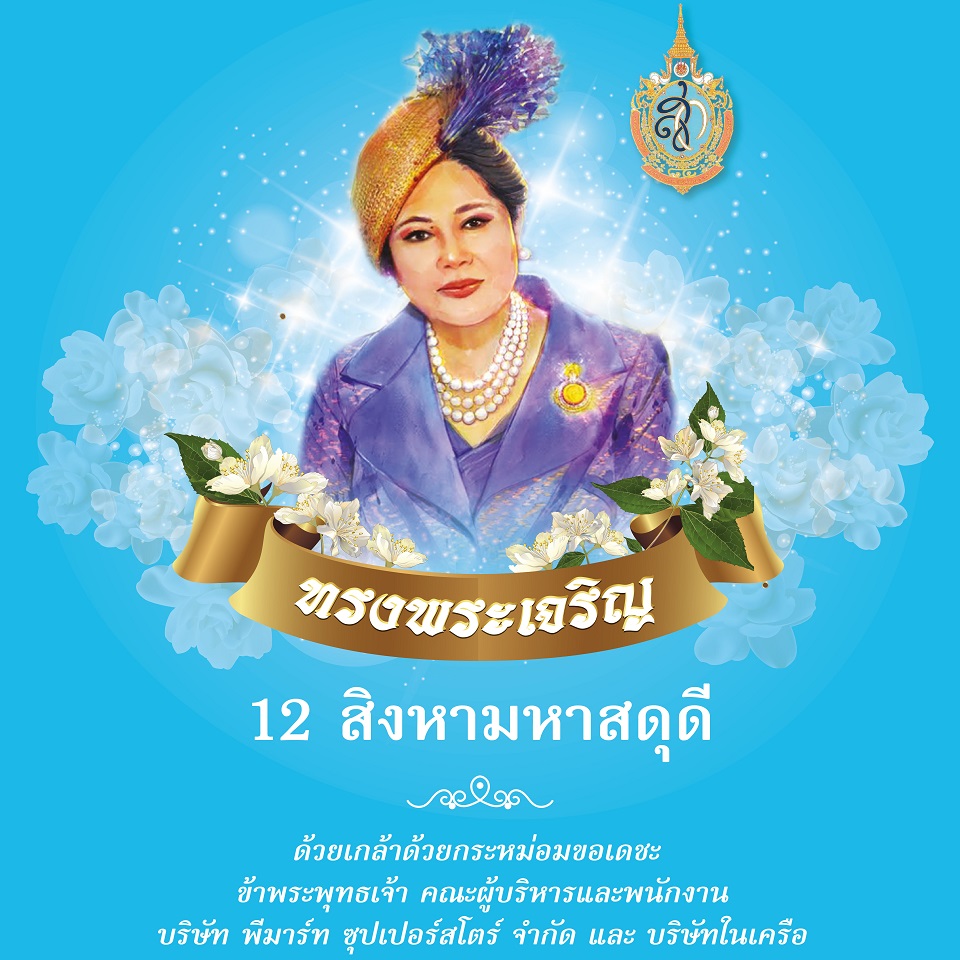 ส
ทรงพระเจริญ
12 สิงหามหาสดุดี
ด้วยเกล้าด้วยกระหม่อมขอเดชะ
ข้าพระพุทธเจ้า คณะผู้บริหารและพนักงาน
บริษัท พีมาร์ท ซุปเปอร์สโตร์ จำกัด และ บริษัทในเครือ